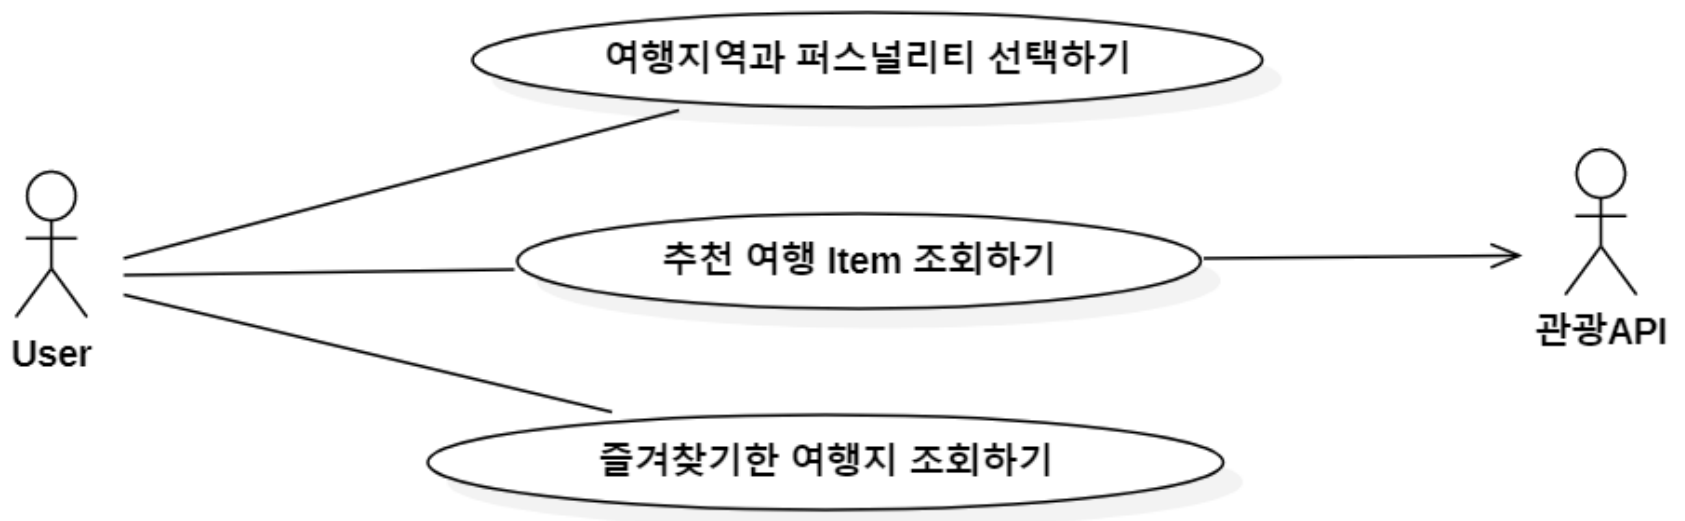 여행지역과 퍼스널리티 선택하기
추천 여행 Item 조회하기
User
관광API
즐겨찾기한 여행지 조회하기